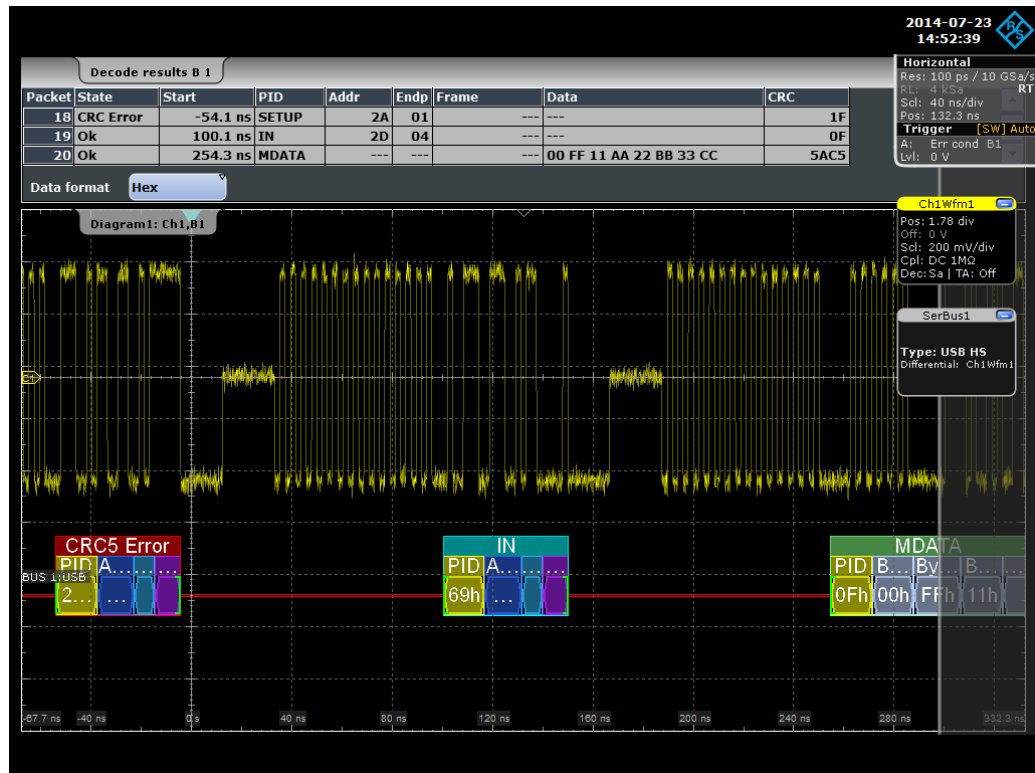 2014-07-23
14:52:39
Decode results B 1
Packet State Start PID Addr Endp Frame Data CRC
18 CRC Error -54.1 ns SETUP 2A 01 --- --- 1F
19 Ok 100.1 ns IN 2D 04 --- --- 0F
20 Ok 254.3 ns MDATA --- --- --- 00 FF 11 AA 22 BB 33 CC 5AC5
Data format Hex
Horizontal
Res: 100 ps / 10 GSa/s
RL: 4 kSa RT
Scl: 40 ns/div
Pos: 132.3 ns
Trigger [SW] Auto
A: Err cond B1
Lvl: 0 V
Diagram1: Ch1,B1
Ch1Wfm1
Pos: 1.78 div
Off: 0 V
Scl: 200 mV/div
Cpl: DC 1MΩ
Dec: Sa | TA: Off
SerBus1
Type: USB HS
Differential: Ch1Wfm1
C1
CRC5 Error IN MDATA
PID A... ... ... PID A... ... ... PID B... By... B... ...
BUS 1:USB
2... ... 69h ... 0Fh 00h FFh 11h
-67.7 ns -40 ns 0 s 40 ns 80 ns 120 ns 160 ns 200 ns 240 ns 280 ns 332.3 ns